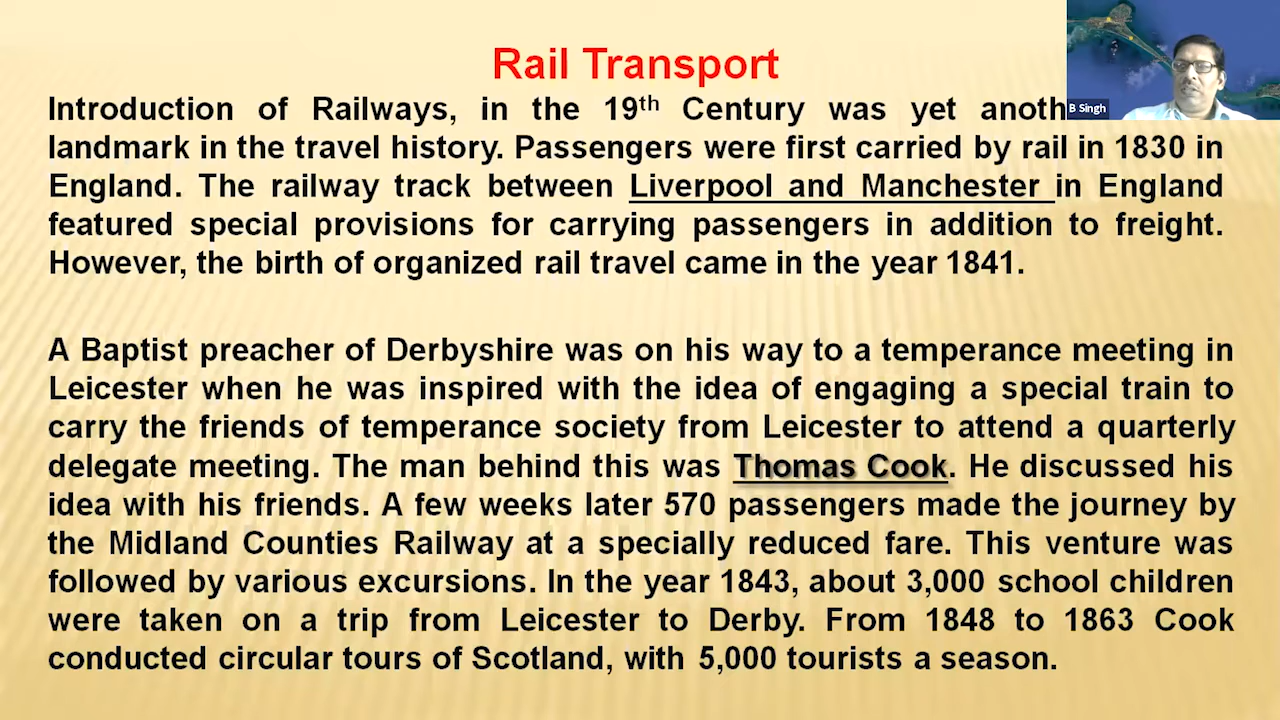 Rail Transport
B Singh
Introduction of Railways, in the 19th Century was yet anoth
landmark in the travel history. Passengers were first carried by rail in 1830 in
England. The railway track between Liverpool and Manchester in England
featured special provisions for carrying passengers in addition to freight.
However, the birth of organized rail travel came in the year 1841.
A Baptist preacher of Derbyshire was on his way to a temperance meeting in
Leicester when he was inspired with the idea of engaging a special train to
carry the friends of temperance society from Leicester to attend a quarterly
delegate meeting. The man behind this was Thomas Cook. He discussed his
idea with his friends. A few weeks later 570 passengers made the journey by
the Midland Counties Railway at a specially reduced fare. This venture was
followed by various excursions. In the year 1843, about 3,000 school children
were taken on a trip from Leicester to Derby. From 1848 to 1863 Cook
conducted circular tours of Scotland, with 5,000 tourists a season.